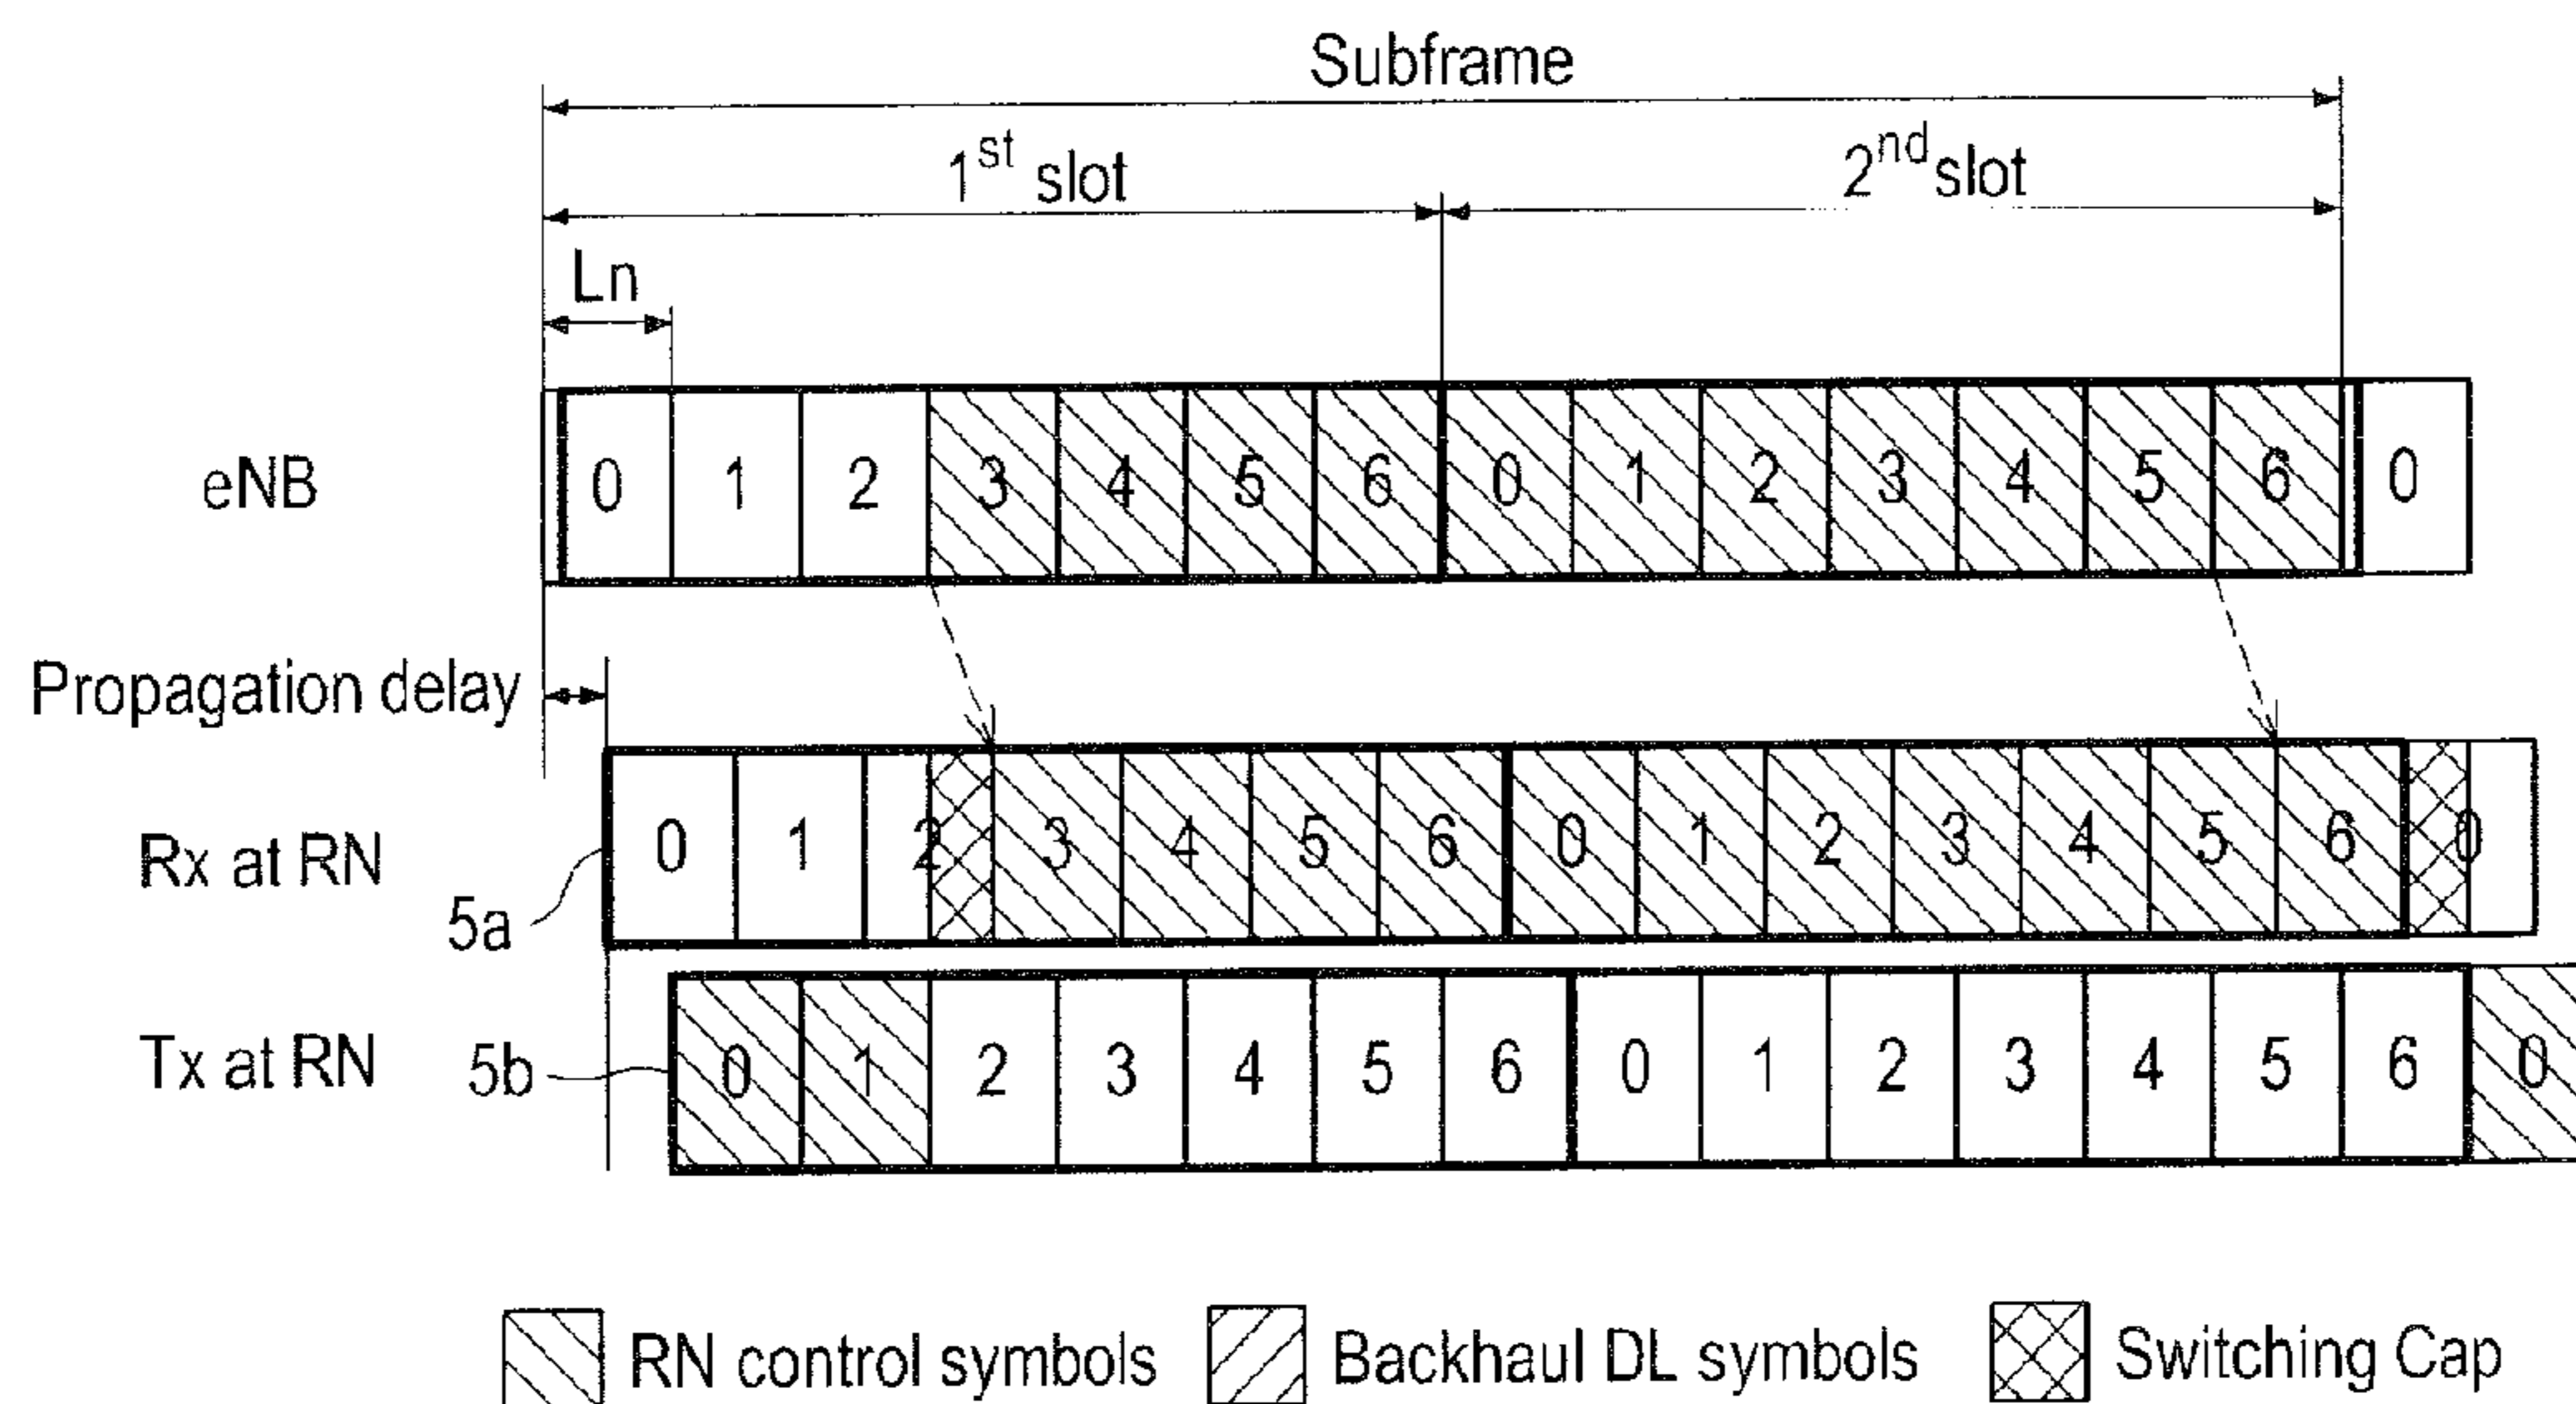 Subframe
1st slot
2nd slot
Ln
eNB
0 1 2 3 4 5 6 0 1 2 3 4 5 6 0
Propagation delay
Rx at RN
0 1 2 3 4 5 6 0 1 2 3 4 5 6 0
5a
Tx at RN
5b
0 1 2 3 4 5 6 0 1 2 3 4 5 6 0
RN control symbols
Backhaul DL symbols
Switching Cap